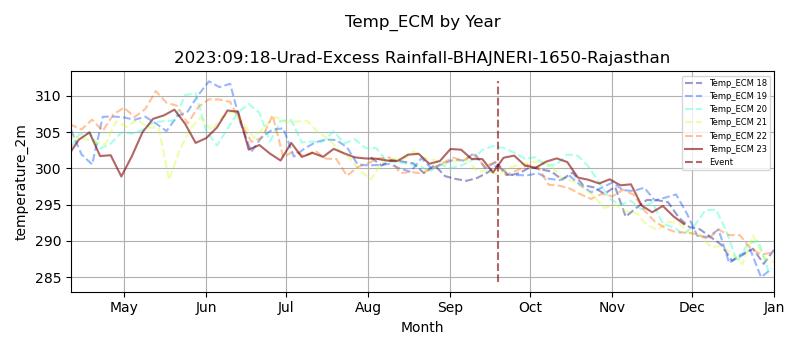 Temp_ECM by Year
2023:09:18-Urad-Excess Rainfall-BHAJNERI-1650-Rajasthan
310
305
300
295
290
285
temperature_2m
Temp_ECM 18
Temp_ECM 19
Temp_ECM 20
Temp_ECM 21
Temp_ECM 22
Temp_ECM 23
Event
May Jun Jul Aug Sep Oct Nov Dec Jan
Month